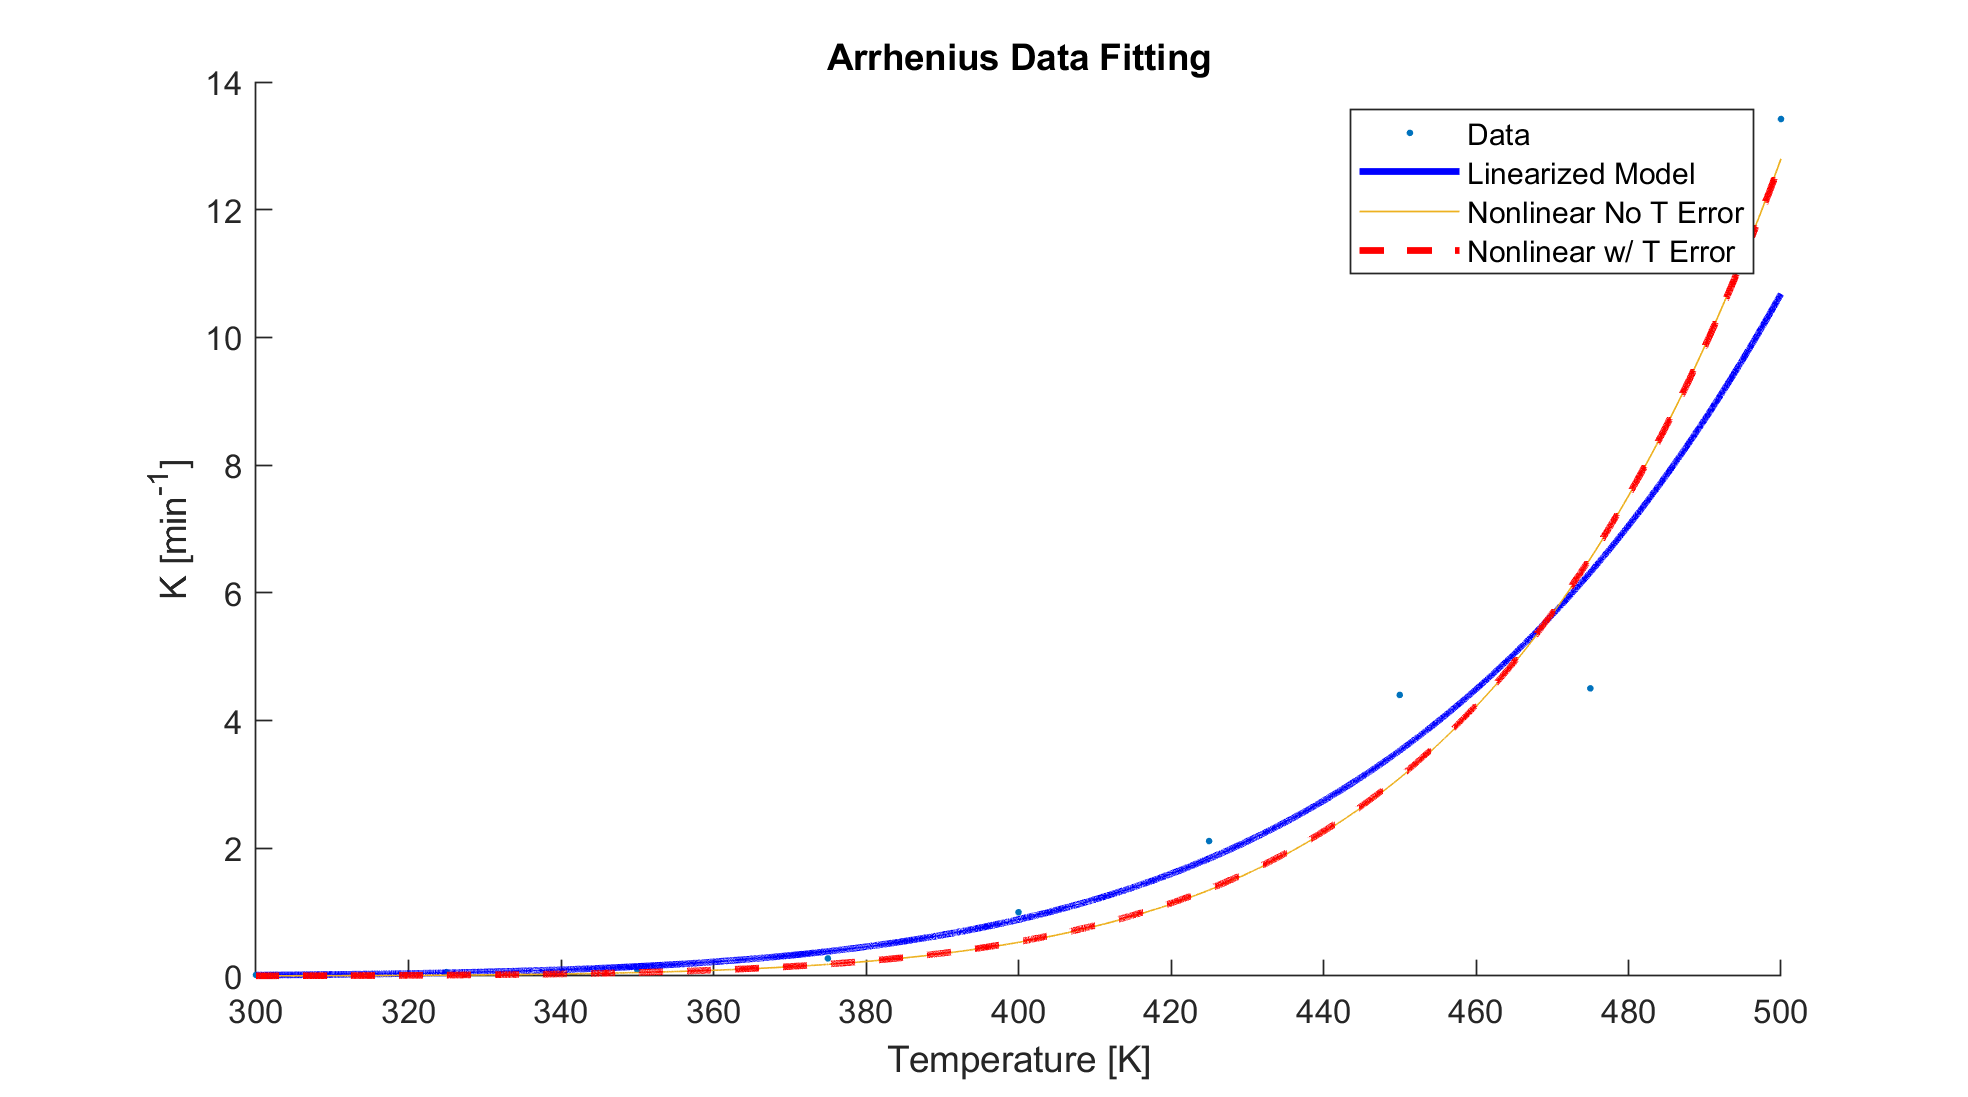 Arrhenius Data Fitting
14
12
10
8
6
4
2
0
K [min⁻¹]
Data
Linearized Model
Nonlinear No T Error
Nonlinear w/ T Error
300 320 340 360 380 400 420 440 460 480 500
Temperature [K]